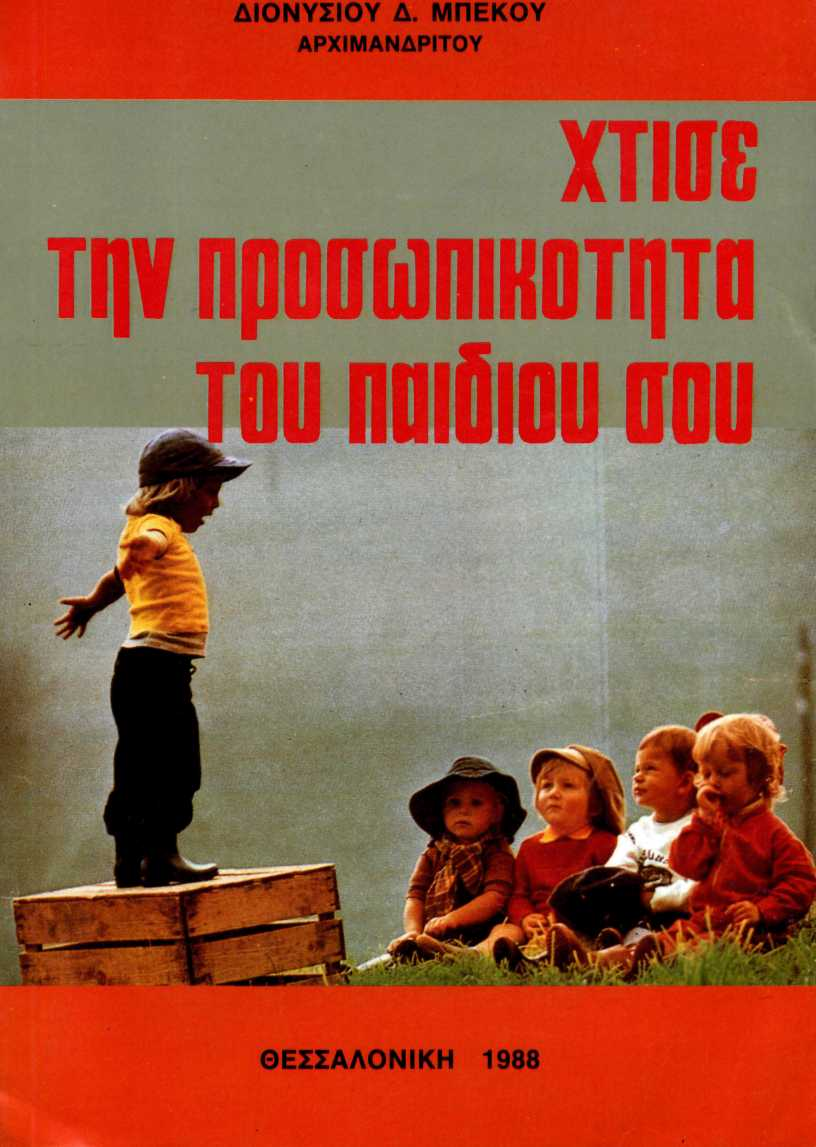 ΔΙΟΝΥΣΙΟΥ Δ. ΜΠΕΚΟΥ
ΑΡΧΙΜΑΝΔΡΙΤΟΥ
χτισε
την προσωπικοτητα
του παιδιου σου
ΘΕΣΣΑΛΟΝΙΚΗ 1988